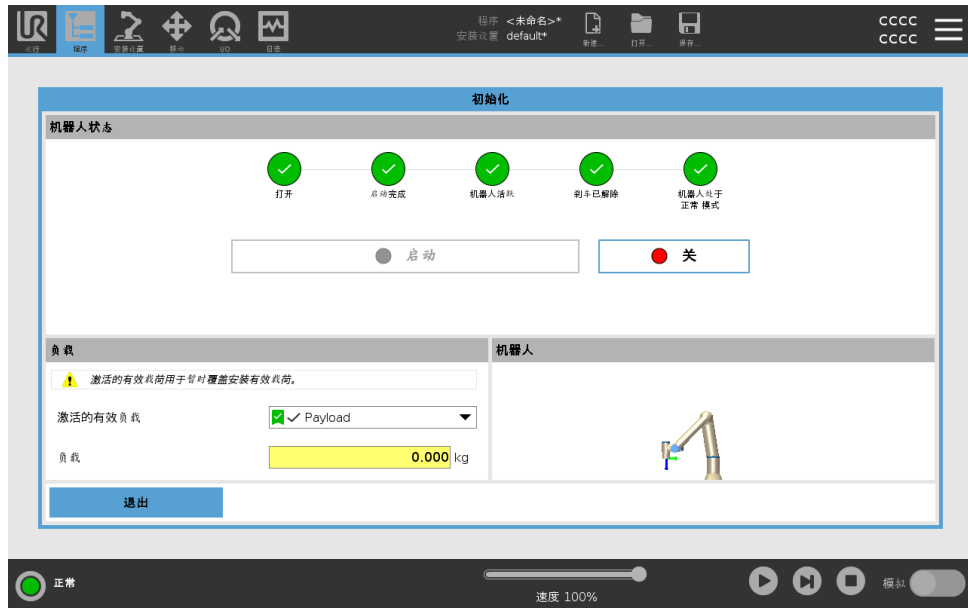 程序 <未命名>*
安装设置 default*
CCCC
CCCC
运行
程序
安装设置
移动
I/O
日志
新建...
打开...
保存...
初始化
机器人状态
打开
启动完成
机器人活跃
刹车已解除
机器人处于
正常 模式
启动
关
负载
机器人
激活的有效载荷用于暂时覆盖安装有效载荷。
激活的有效负载
Payload
负载
0.000 kg
退出
正常
速度 100%
模拟